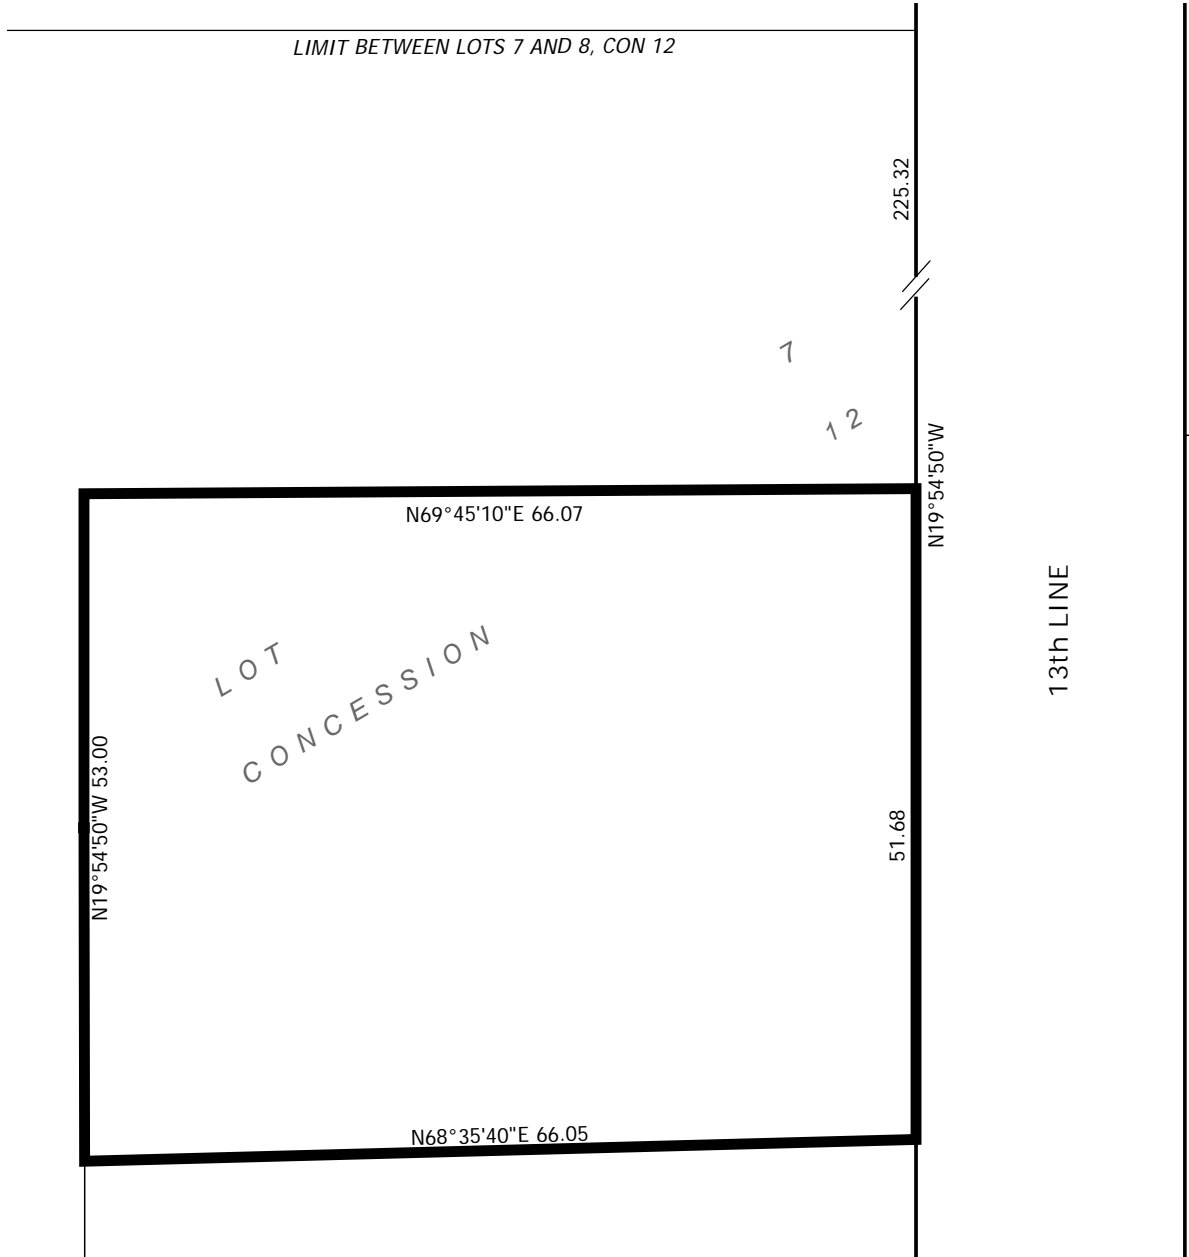 LIMIT BETWEEN LOTS 7 AND 8, CON 12
225.32
7
12
N19°54'50"W
N69°45'10"E 66.07
13th LINE
LOT
CONCESSION
N19°54'50"W 53.00
51.68
N68°35'40"E 66.05